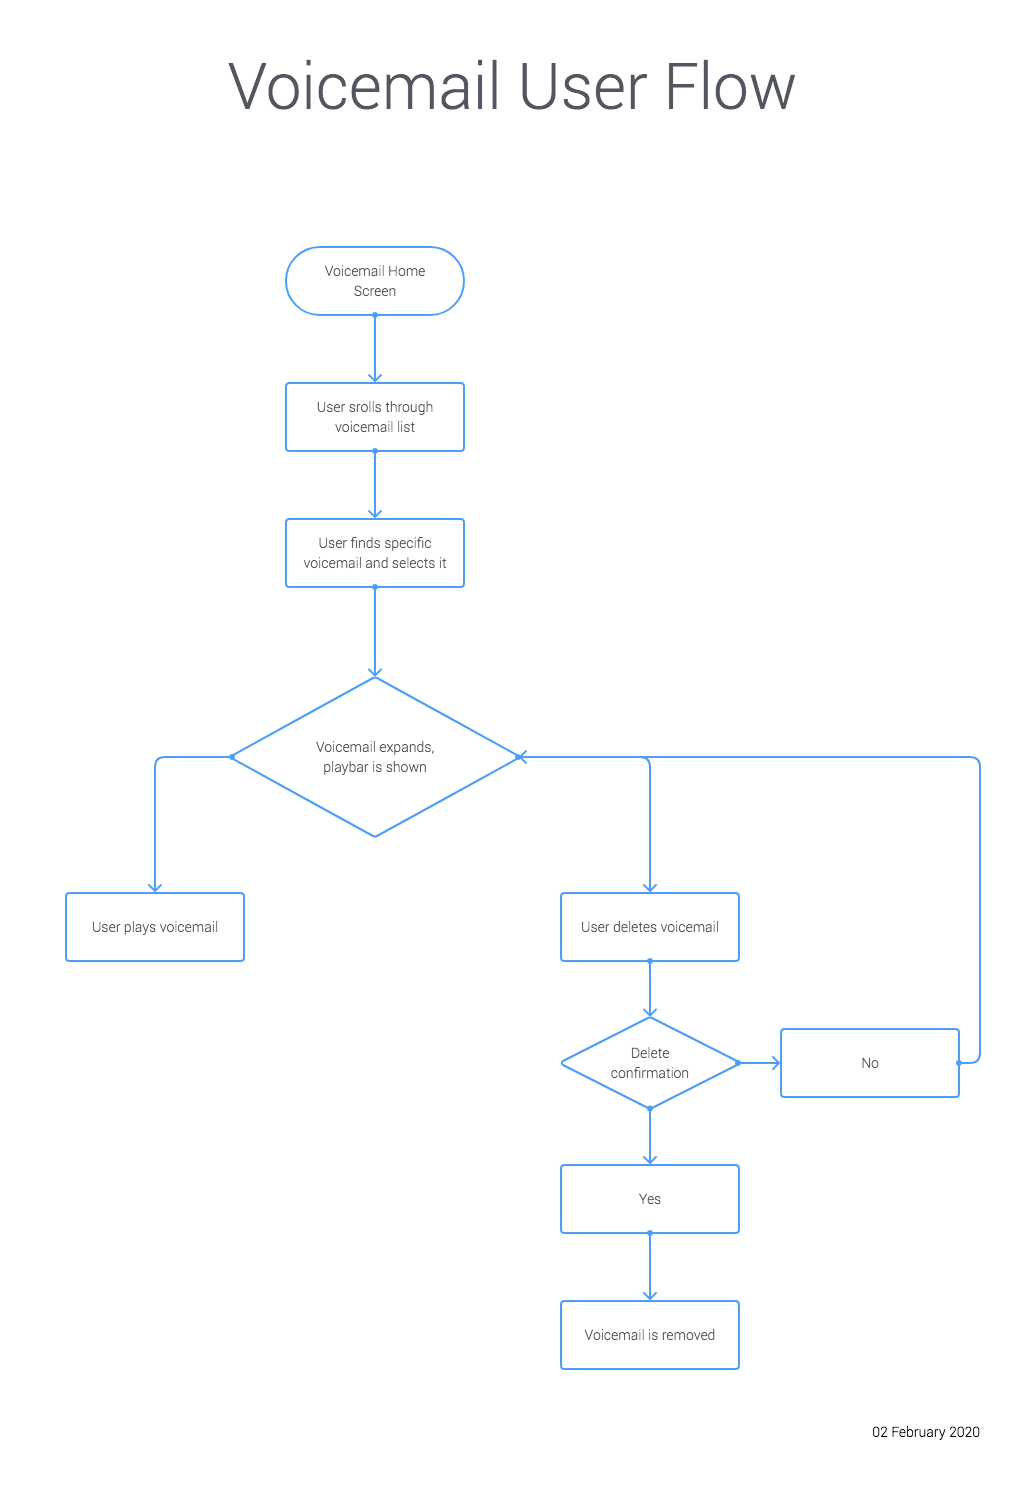 Voicemail User Flow
Voicemail Home
Screen
User srolls through
voicemail list
User finds specific
voicemail and selects it
Voicemail expands,
playbar is shown
User plays voicemail
User deletes voicemail
Delete
confirmation
No
Yes
Voicemail is removed
02 February 2020